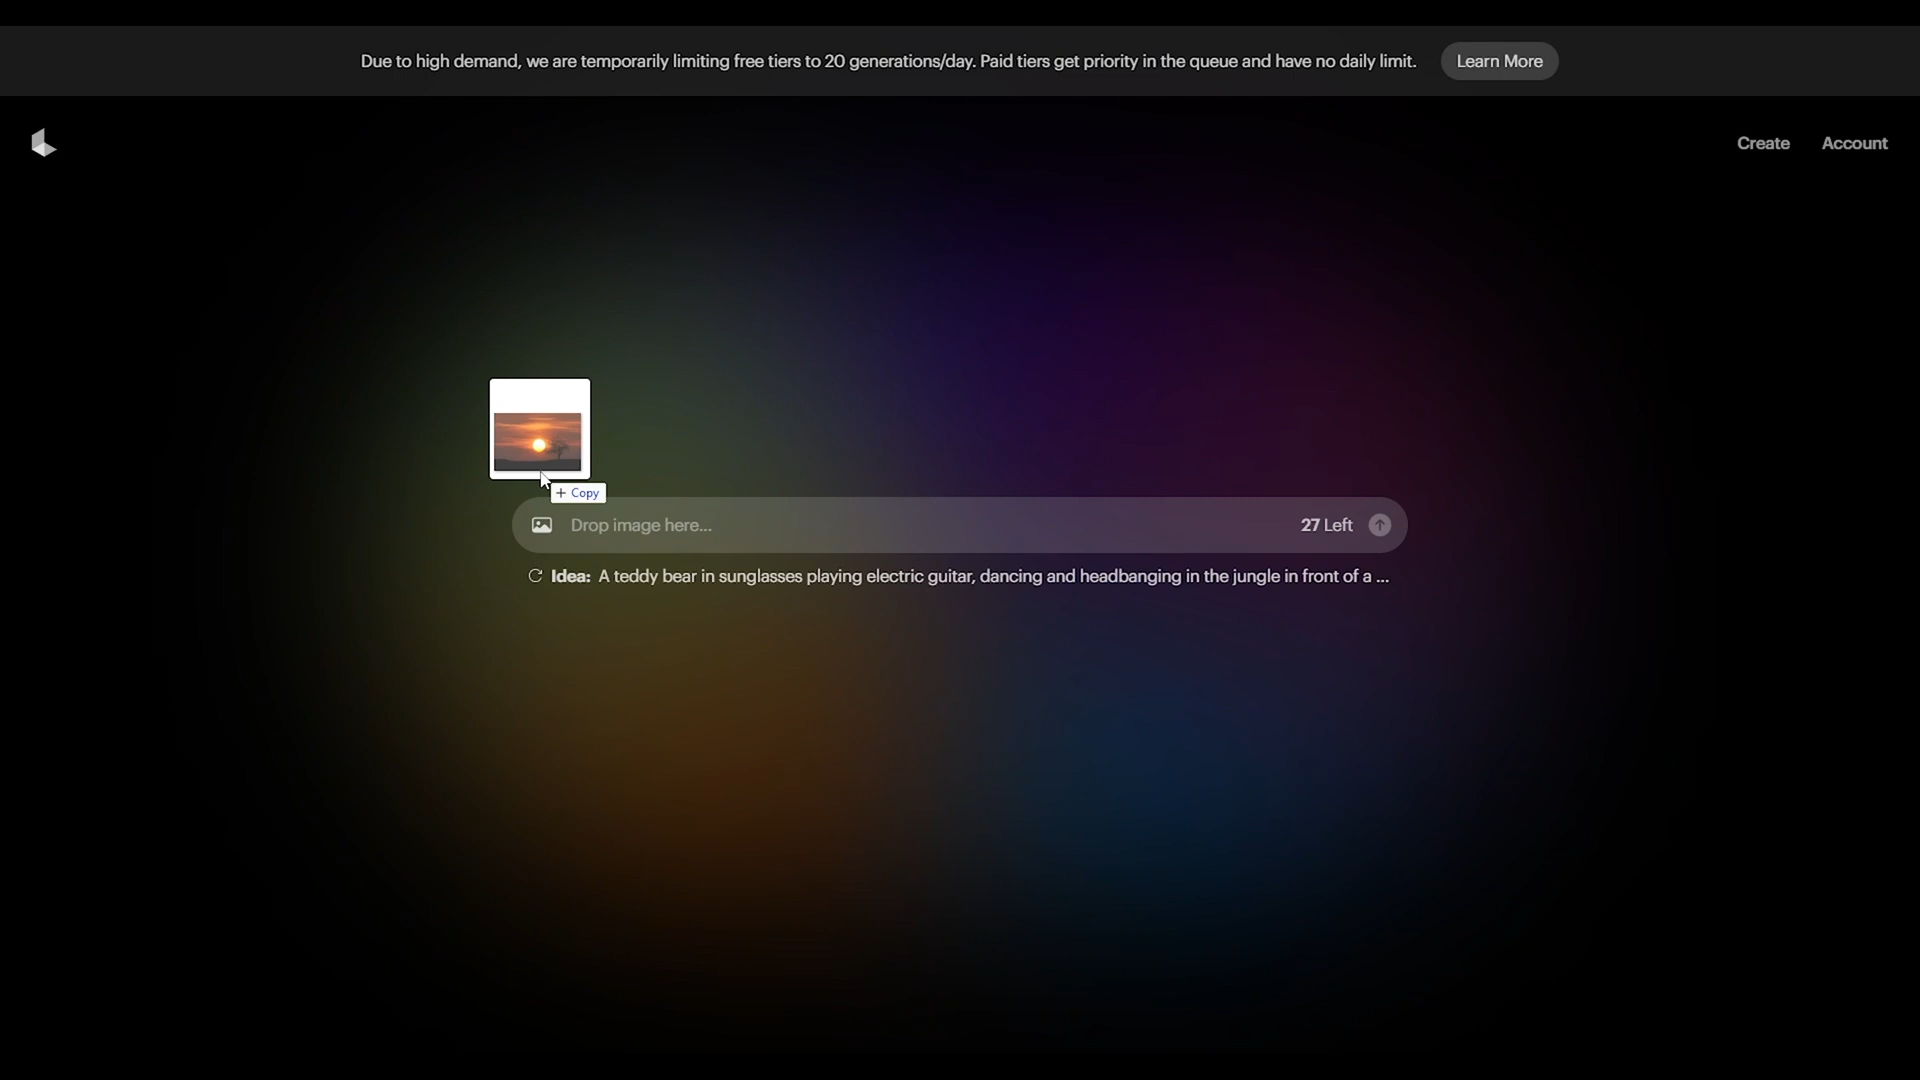 Due to high demand, we are temporarily limiting free tiers to 20 generations/day. Paid tiers get priority in the queue and have no daily limit. Learn More
Create Account
+ Copy
Drop image here... 27 Left
Idea: A teddy bear in sunglasses playing electric guitar, dancing and headbanging in the jungle in front of a ...